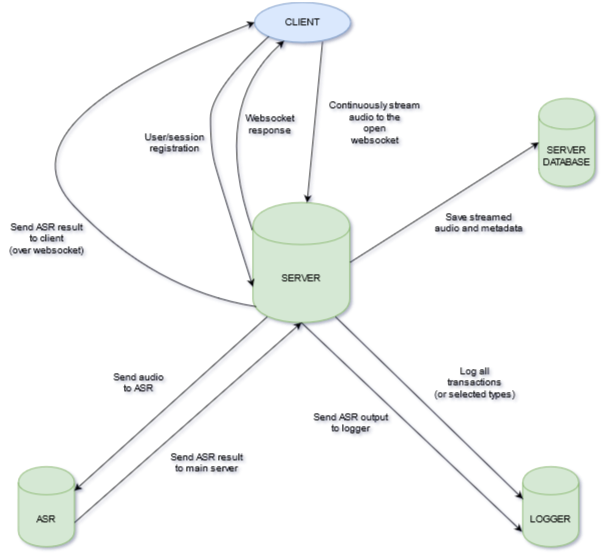 CLIENT
User/session
registration
Websocket
response
Continuously stream
audio to the
open
websocket
SERVER
DATABASE
Send ASR result
to client
(over websocket)
Save streamed
audio and metadata
SERVER
Send audio
to ASR
Log all
transactions
(or selected types)
Send ASR output
to logger
Send ASR result
to main server
ASR
LOGGER